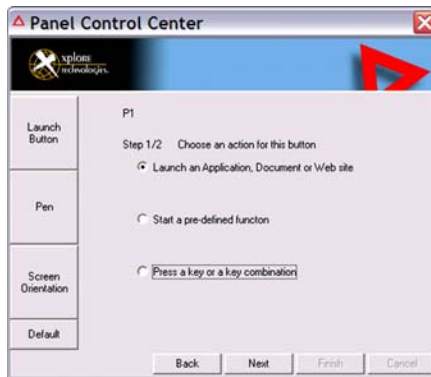 Panel Control Center
Xplore
Technologies.
Launch
Button
Pen
Screen
Orientation
Default
P1
Step 1/2 Choose an action for this button
Launch an Application, Document or Web site
Start a pre-defined functon
Press a key or a key combination
Back
Next
Finish
Cancel